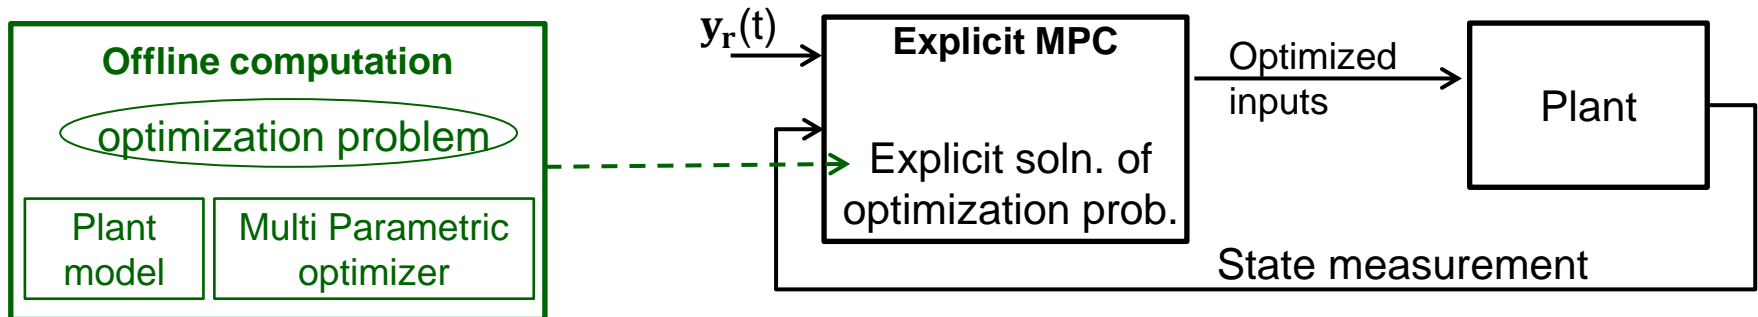 Offline computation
optimization problem
Plant
model
Multi Parametric
optimizer
yr(t)
Explicit MPC
Explicit soln. of
optimization prob.
Optimized
inputs
Plant
State measurement